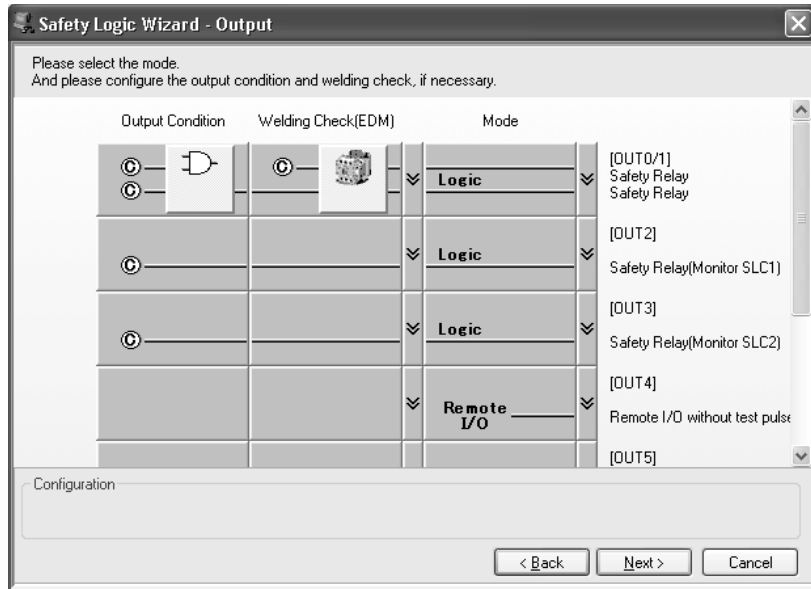 Safety Logic Wizard - Output
Please select the mode.
And please configure the output condition and welding check, if necessary.
Output Condition Welding Check(EDM) Mode
© © Logic [OUT0/1]
Safety Relay
© Safety Relay
[OUT2]
© Logic Safety Relay(Monitor SLC1)
[OUT3]
© Logic Safety Relay(Monitor SLC2)
[OUT4]
Remote I/O Remote I/O without test pulse
[OUT5]
Configuration
< Back Next > Cancel